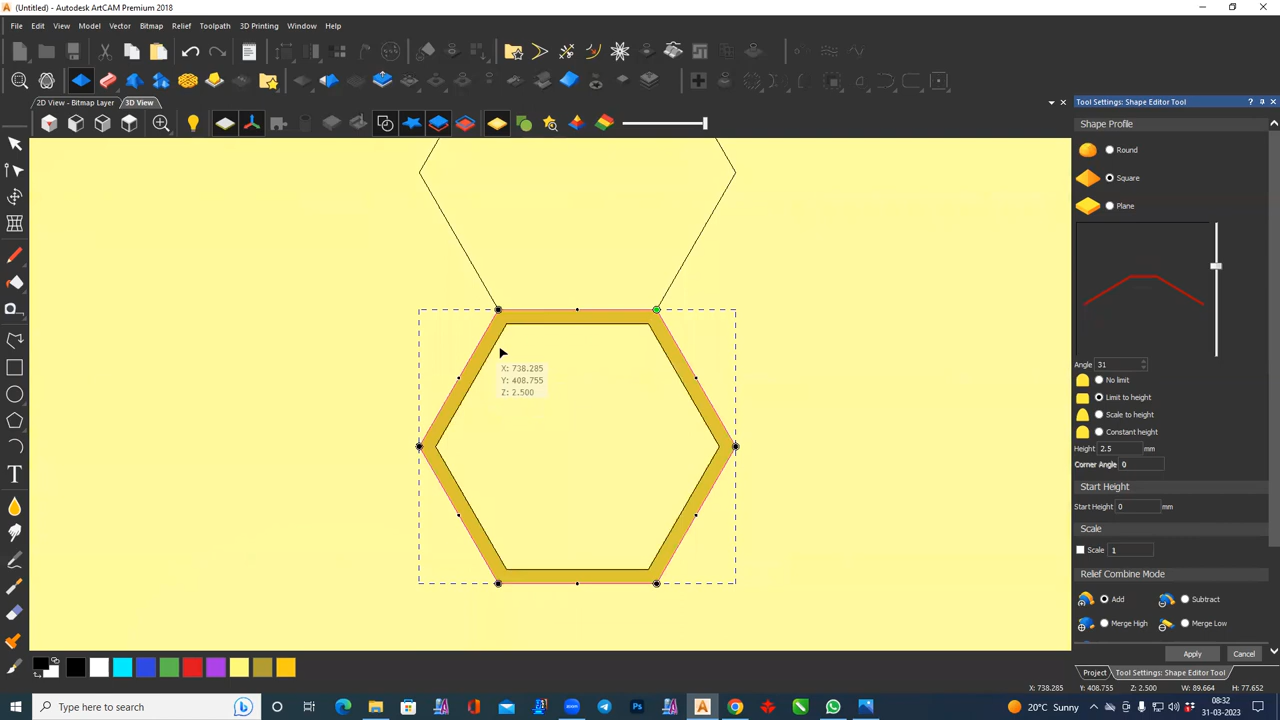 (Untitled) - Autodesk ArtCAM Premium 2018
File Edit View Model Vector Bitmap Relief Toolpath 3D Printing Window Help
2D View - Bitmap Layer 3D View
Tool Settings: Shape Editor Tool
Shape Profile
Round
Square
Plane
Angle 31
No limit
Limit to height
Scale to height
Constant height
Height 2.5 mm
Corner Angle 0
Start Height
Start Height 0 mm
Scale
Scale 1
Relief Combine Mode
Add Subtract
Merge High Merge Low
Apply Cancel
Project Tool Settings: Shape Editor Tool
X: 738.285
Y: 408.755
Z: 2.500
X: 738.285 Y: 408.755 Z: 2.500 W: 89.664 H: 77.652
Type here to search
20°C Sunny
08:32
31-03-2023